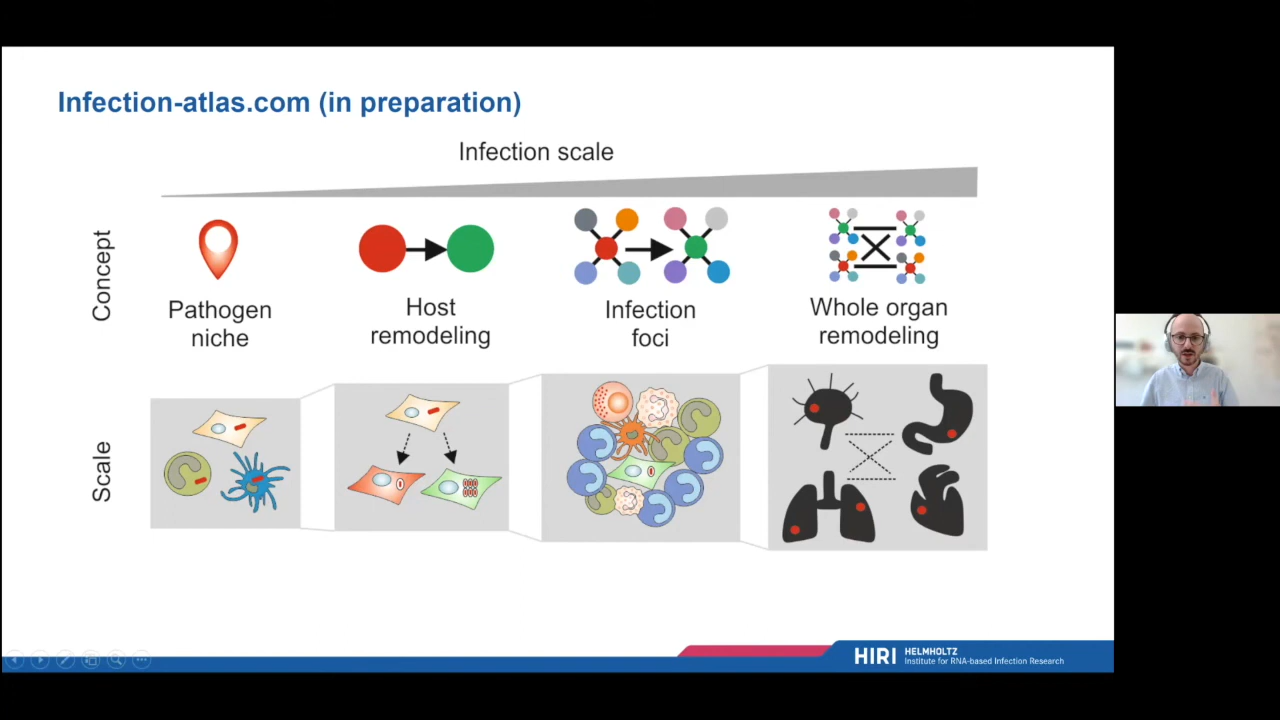 Infection-atlas.com (in preparation)
Infection scale
Concept
Pathogen
niche
Host
remodeling
Infection
foci
Whole organ
remodeling
Scale
HIRI
HELMHOLTZ
Institute for RNA-based Infection Research